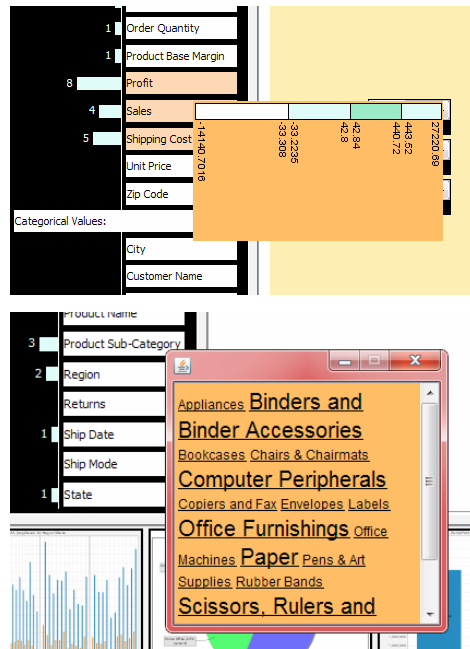 1 Order Quantity
1 Product Base Margin
8 Profit
4 Sales
5 Shipping Cost
-14140.7016
-33.308
-33.2235
42.8
42.84
440.72
443.52
27220.69
Unit Price
Zip Code
Categorical Values:
City
Customer Name
Product Name
3 Product Sub-Category
2 Region
Returns
1 Ship Date
Ship Mode
1 State
Appliances Binders and
Binder Accessories
Bookcases Chairs & Chairmats
Computer Peripherals
Copiers and Fax Envelopes Labels
Office Furnishings Office
Machines Paper Pens & Art
Supplies Rubber Bands
Scissors, Rulers and